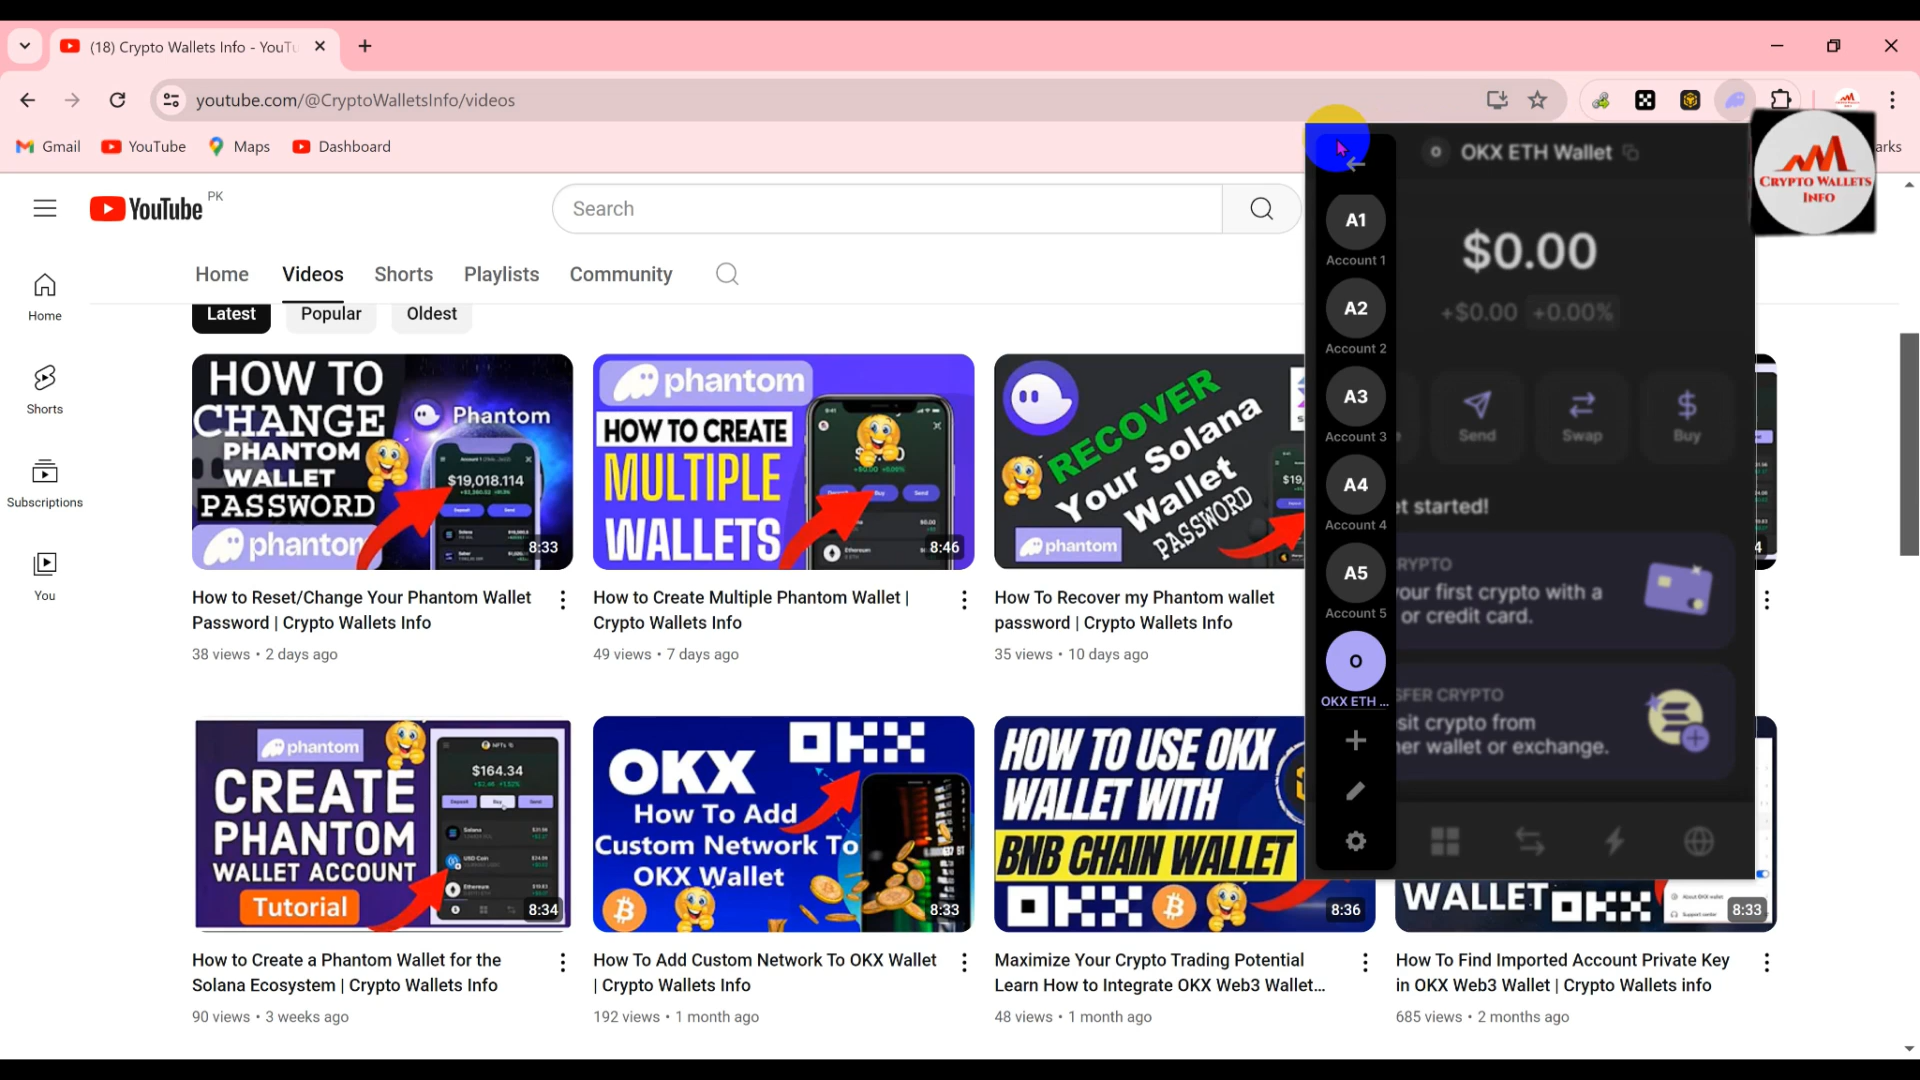 (18) Crypto Wallets Info - YouTu
youtube.com/@CryptoWalletsInfo/videos
Gmail
YouTube
Maps
Dashboard
arks
YouTube
PK
Search
Home
Videos
Shorts
Playlists
Community
Latest
Popular
Oldest
Home
Shorts
Subscriptions
You
HOW TO
CHANGE
PHANTOM
WALLET
PASSWORD
phantom
Phantom
$19,018.114
8:33
How to Reset/Change Your Phantom Wallet
Password | Crypto Wallets Info
38 views • 2 days ago
phantom
HOW TO CREATE
MULTIPLE
WALLETS
8:46
How to Create Multiple Phantom Wallet |
Crypto Wallets Info
49 views • 7 days ago
RECOVER
Your Solana
Wallet
PASSWORD
phantom
How To Recover my Phantom wallet
password | Crypto Wallets Info
35 views • 10 days ago
phantom
CREATE
PHANTOM
WALLET ACCOUNT
Tutorial
$164.34
8:34
How to Create a Phantom Wallet for the
Solana Ecosystem | Crypto Wallets Info
90 views • 3 weeks ago
OKX
OKX
How To Add
Custom Network To
OKX Wallet
8:33
How To Add Custom Network To OKX Wallet
| Crypto Wallets Info
192 views • 1 month ago
HOW TO USE OKX
WALLET WITH
BNB CHAIN WALLET
OKX
8:36
Maximize Your Crypto Trading Potential
Learn How to Integrate OKX Web3 Wallet...
48 views • 1 month ago
WALLET
OKX
About OKX wallet
Support center
8:33
How To Find Imported Account Private Key
in OKX Web3 Wallet | Crypto Wallets info
685 views • 2 months ago
A1
Account 1
A2
Account 2
A3
Account 3
A4
Account 4
A5
Account 5
O
OKX ETH ...
O
OKX ETH Wallet
$0.00
+$0.00 +0.00%
Send
Swap
Buy
t started!
RYPTO
our first crypto with a
or credit card.
SFER CRYPTO
sit crypto from
er wallet or exchange.
CRYPTO WALLETS
INFO